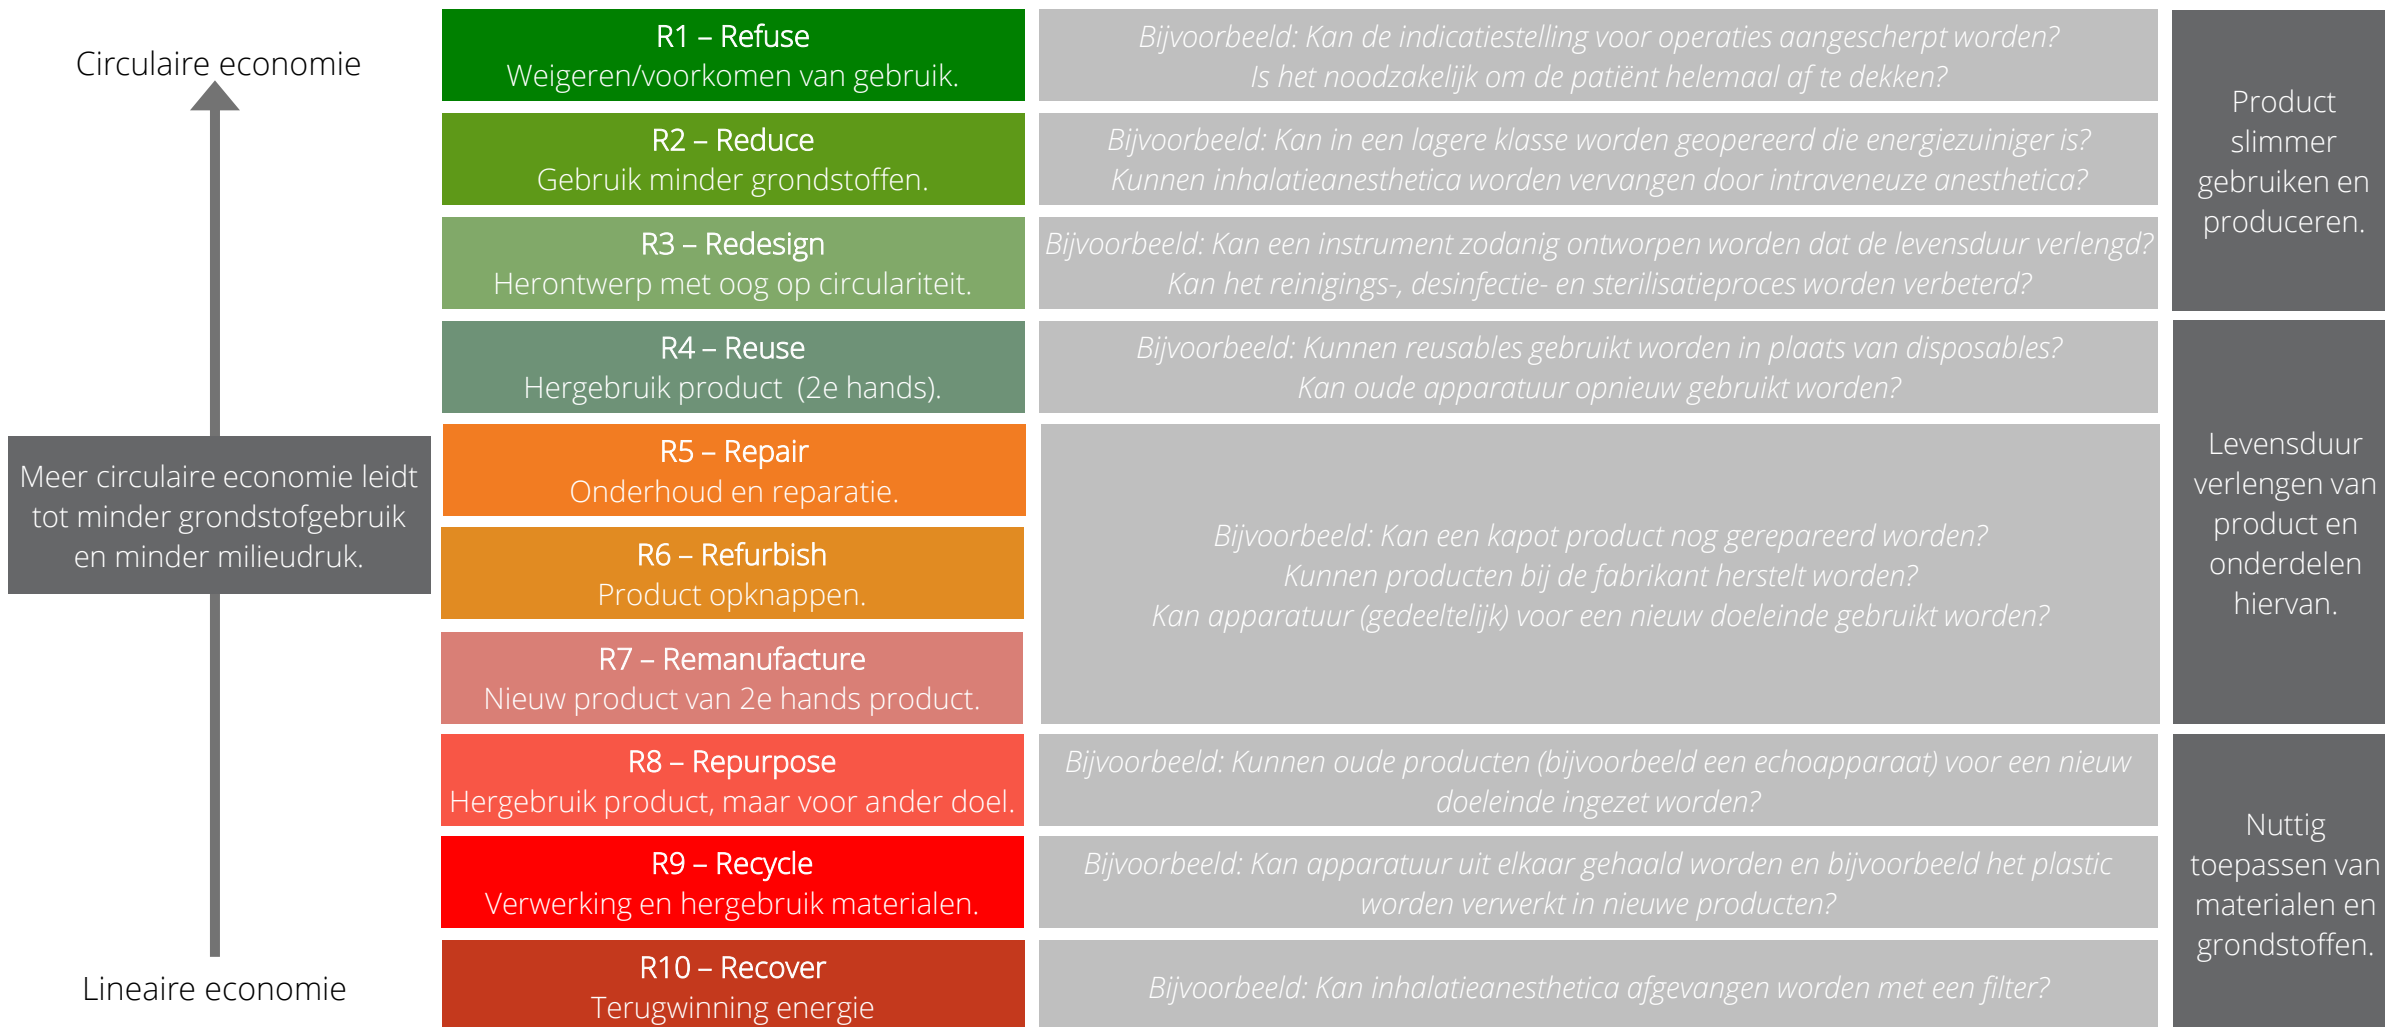 Circulaire economie
Meer circulaire economie leidt
tot minder grondstofgebruik
en minder milieudruk.
Lineaire economie
R1 – Refuse
Weigeren/voorkomen van gebruik.
Bijvoorbeeld: Kan de indicatiestelling voor operaties aangescherpt worden?
Is het noodzakelijk om de patiënt helemaal af te dekken?
R2 – Reduce
Gebruik minder grondstoffen.
Bijvoorbeeld: Kan in een lagere klasse worden geopereerd die energiezuiniger is?
Kunnen inhalatieanesthetica worden vervangen door intraveneuze anesthetica?
R3 – Redesign
Herontwerp met oog op circulariteit.
Bijvoorbeeld: Kan een instrument zodanig ontworpen worden dat de levensduur verlengd?
Kan het reinigings-, desinfectie- en sterilisatieproces worden verbeterd?
Product
slimmer
gebruiken en
produceren.
R4 – Reuse
Hergebruik product (2e hands).
Bijvoorbeeld: Kunnen reusables gebruikt worden in plaats van disposables?
Kan oude apparatuur opnieuw gebruikt worden?
R5 – Repair
Onderhoud en reparatie.
R6 – Refurbish
Product opknappen.
R7 – Remanufacture
Nieuw product van 2e hands product.
Bijvoorbeeld: Kan een kapot product nog gerepareerd worden?
Kunnen producten bij de fabrikant herstelt worden?
Kan apparatuur (gedeeltelijk) voor een nieuw doeleinde gebruikt worden?
Levensduur
verlengen van
product en
onderdelen
hiervan.
R8 – Repurpose
Hergebruik product, maar voor ander doel.
Bijvoorbeeld: Kunnen oude producten (bijvoorbeeld een echoapparaat) voor een nieuw
doeleinde ingezet worden?
R9 – Recycle
Verwerking en hergebruik materialen.
Bijvoorbeeld: Kan apparatuur uit elkaar gehaald worden en bijvoorbeeld het plastic
worden verwerkt in nieuwe producten?
R10 – Recover
Terugwinning energie
Bijvoorbeeld: Kan inhalatieanesthetica afgevangen worden met een filter?
Nuttig
toepassen van
materialen en
grondstoffen.